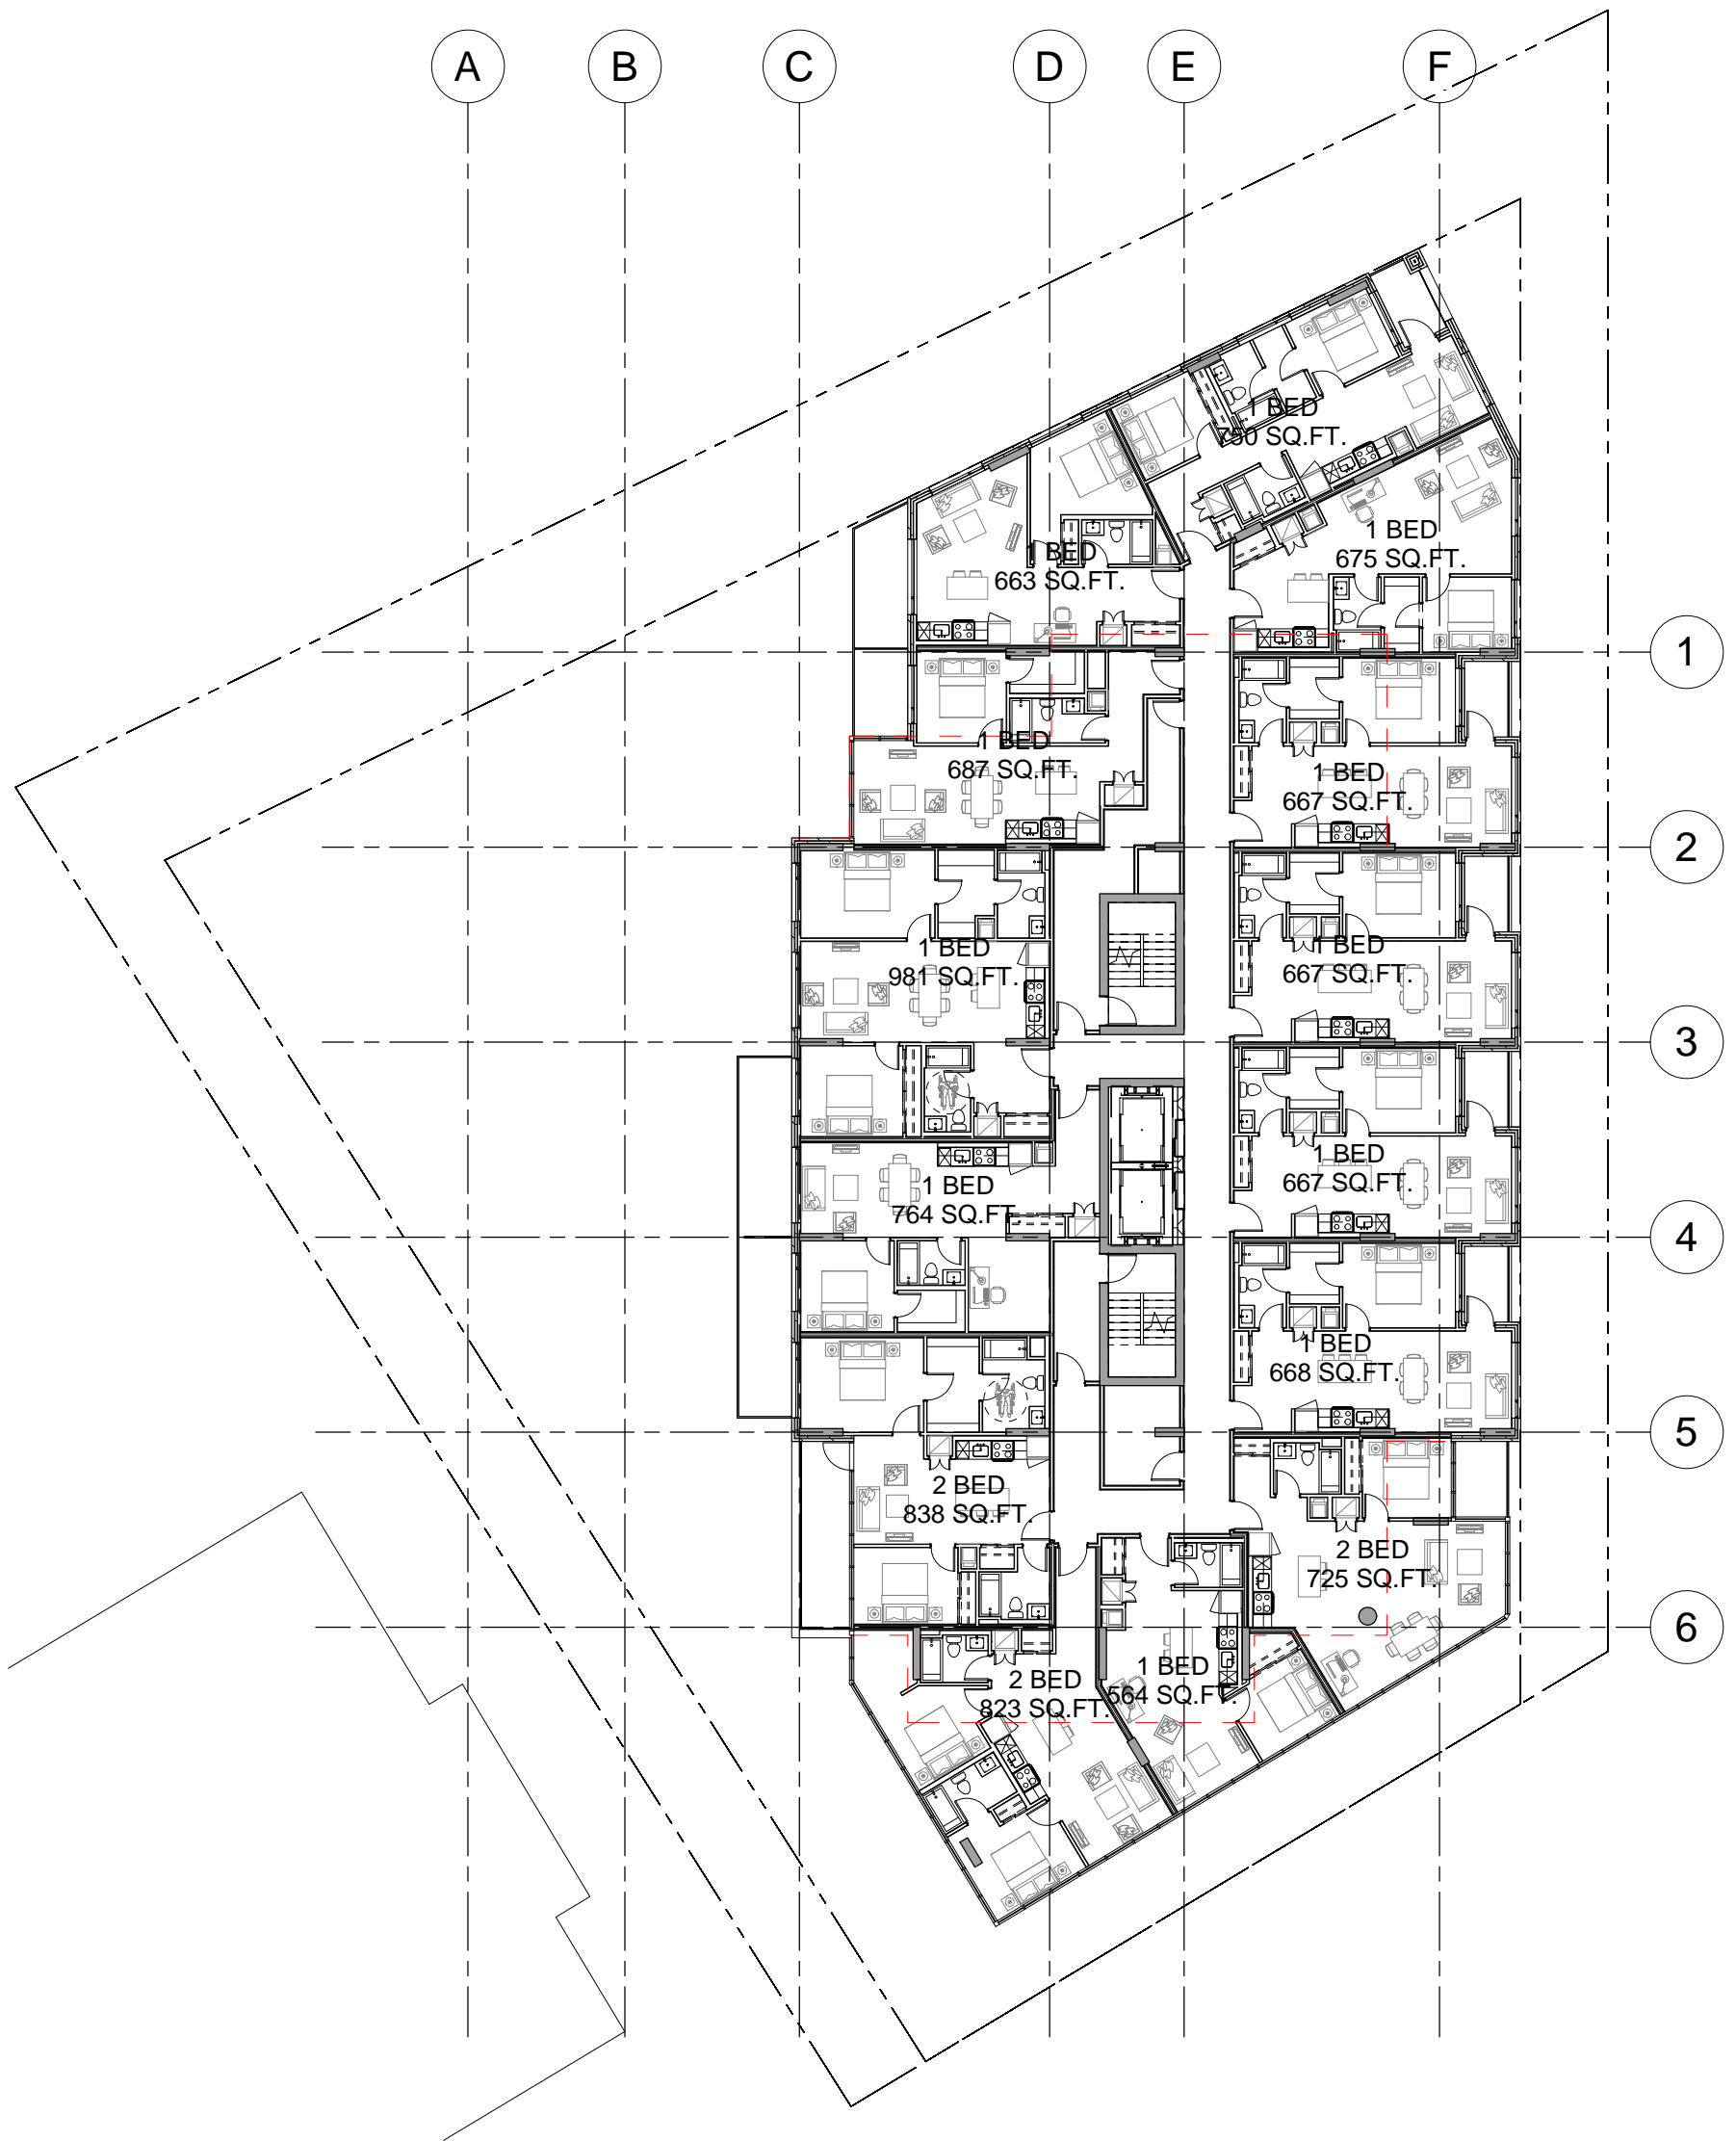 A
B
C
D
E
F
1 BED
750 SQ.FT.
1 BED
675 SQ.FT.
1 BED
663 SQ.FT.
1
1 BED
687 SQ.FT.
1 BED
667 SQ.FT.
2
1 BED
981 SQ.FT.
1 BED
667 SQ.FT.
3
1 BED
667 SQ.FT.
1 BED
764 SQ.FT.
4
1 BED
668 SQ.FT.
5
2 BED
838 SQ.FT.
2 BED
725 SQ.FT.
6
2 BED
823 SQ.FT.
1 BED
564 SQ.FT.